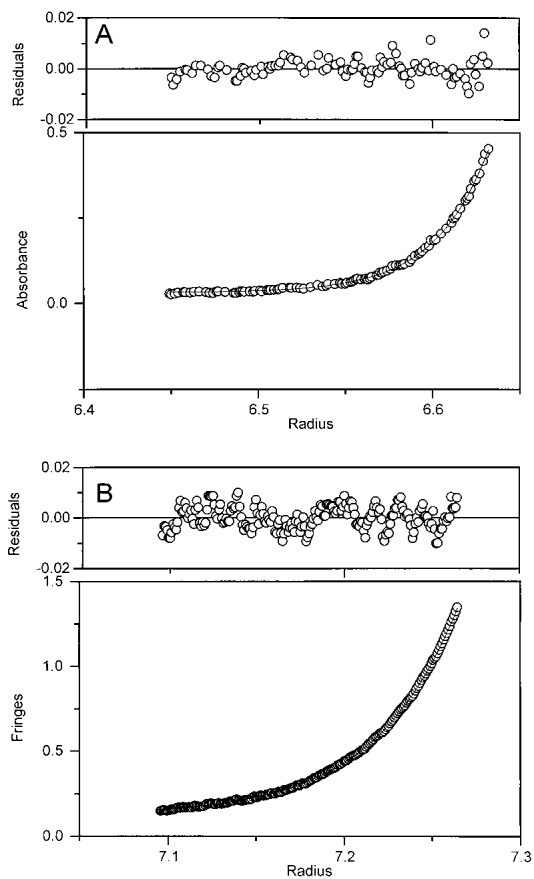 A
Residuals
0.02
0.00
-0.02
Absorbance
0.5
0.0
6.4 6.5 6.6
Radius
B
Residuals
0.02
0.00
-0.02
Fringes
1.5
1.0
0.5
0.0
7.1 7.2 7.3
Radius